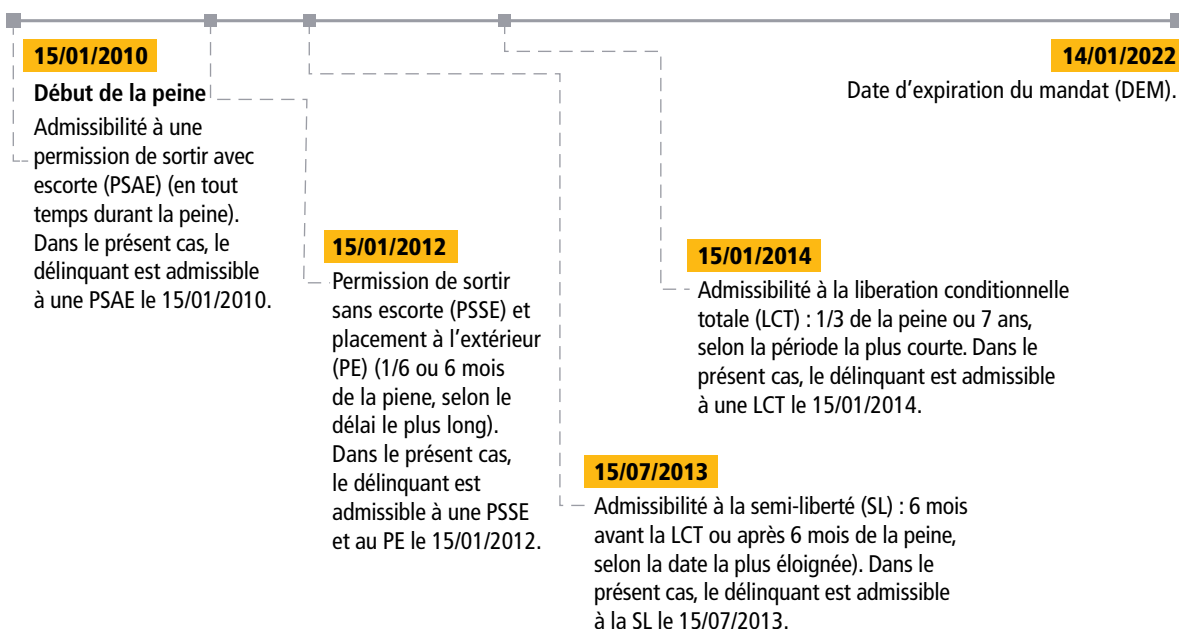 15/01/2010
Début de la peine
Admissibilité à une
permission de sortir avec
escorte (PSAE) (en tout
temps durant la peine).
Dans le présent cas, le
délinquant est admissible
à une PSAE le 15/01/2010.
15/01/2012
Permission de sortir
sans escorte (PSSE) et
placement à l'extérieur
(PE) (1/6 ou 6 mois
de la piene, selon le
délai le plus long).
Dans le présent cas,
le délinquant est
admissible à une PSSE
et au PE le 15/01/2012.
15/07/2013
Admissibilité à la semi-liberté (SL) : 6 mois
avant la LCT ou après 6 mois de la peine,
selon la date la plus éloignée). Dans le
présent cas, le délinquant est admissible
à la SL le 15/07/2013.
15/01/2014
Admissibilité à la liberation conditionnelle
totale (LCT) : 1/3 de la peine ou 7 ans,
selon la période la plus courte. Dans le
présent cas, le délinquant est admissible
à une LCT le 15/01/2014.
14/01/2022
Date d'expiration du mandat (DEM).